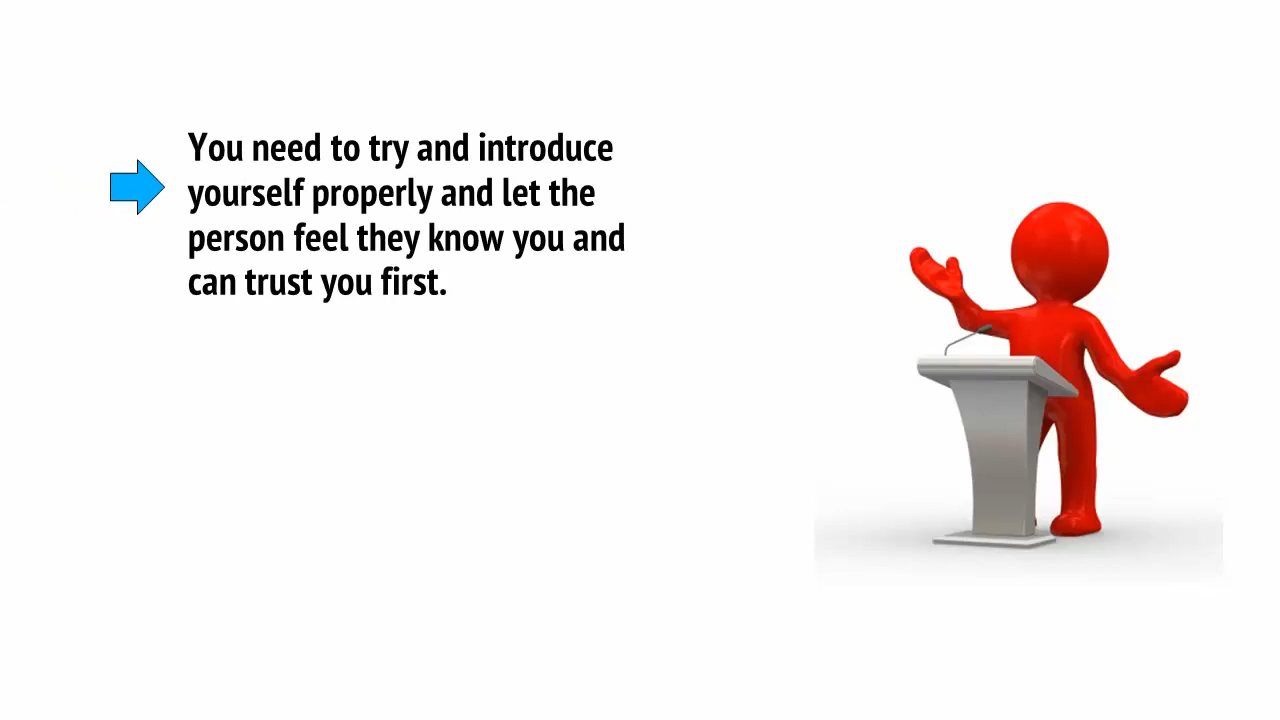 You need to try and introduce
yourself properly and let the
person feel they know you and
can trust you first.